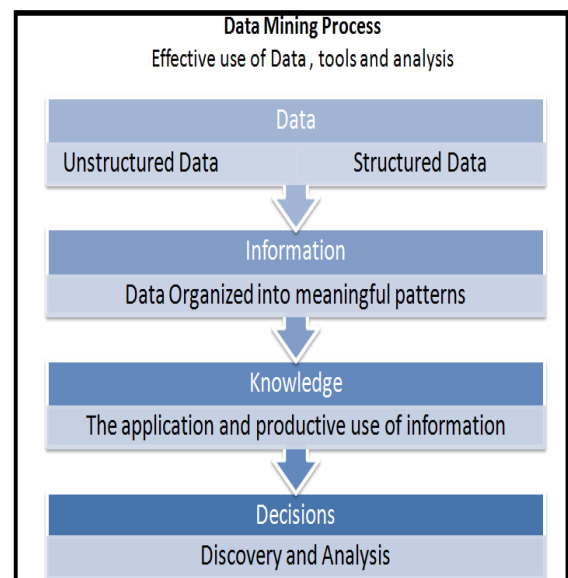 Data Mining Process
Effective use of Data , tools and analysis
Data
Unstructured Data Structured Data
Information
Data Organized into meaningful patterns
Knowledge
The application and productive use of information
Decisions
Discovery and Analysis